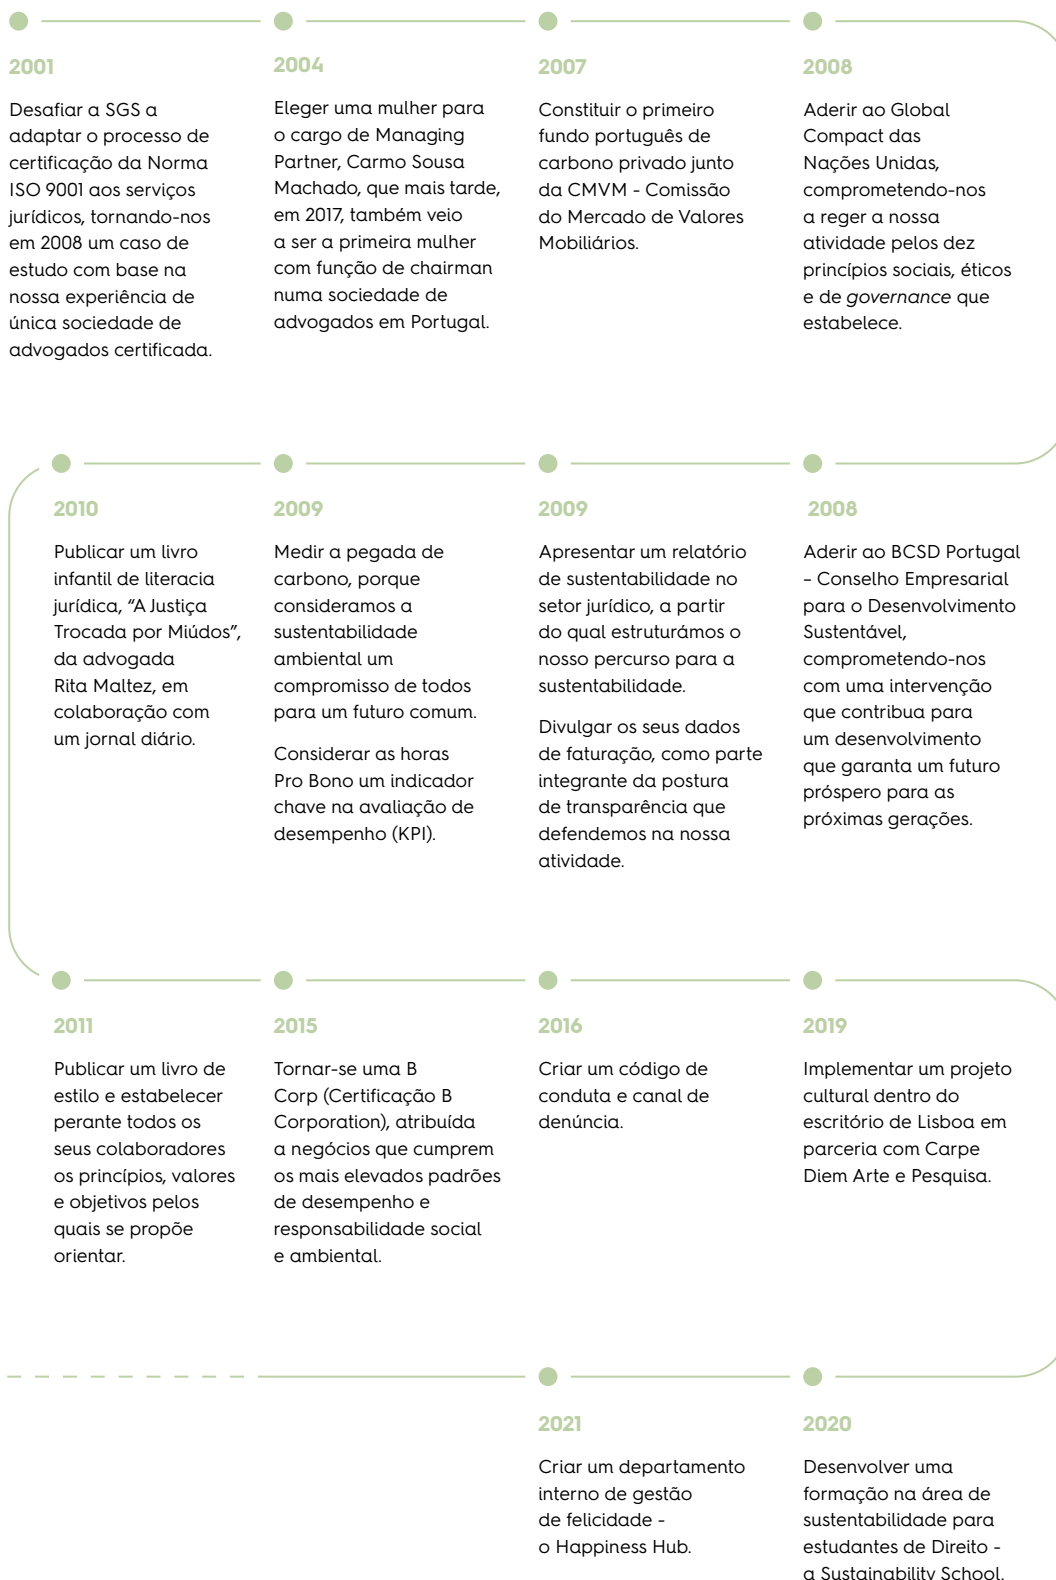 2001
Desafiar a SGS a
adaptar o processo de
certificação da Norma
ISO 9001 aos serviços
jurídicos, tornando-nos
em 2008 um caso de
estudo com base na
nossa experiência de
única sociedade de
advogados certificada.
2004
Eleger uma mulher para
o cargo de Managing
Partner, Carmo Sousa
Machado, que mais tarde,
em 2017, também veio
a ser a primeira mulher
com função de chairman
numa sociedade de
advogados em Portugal.
2007
Constituir o primeiro
fundo português de
carbono privado junto
da CMVM - Comissão
do Mercado de Valores
Mobiliários.
2008
Aderir ao Global
Compact das
Nações Unidas,
comprometendo-nos
a reger a nossa
atividade pelos dez
princípios sociais, éticos
e de governance que
estabelece.
2008
Aderir ao BCSD Portugal
– Conselho Empresarial
para o Desenvolvimento
Sustentável,
comprometendo-nos
com uma intervenção
que contribua para
um desenvolvimento
que garanta um futuro
próspero para as
próximas gerações.
2009
Apresentar um relatório
de sustentabilidade no
setor jurídico, a partir
do qual estruturámos o
nosso percurso para a
sustentabilidade.
Divulgar os seus dados
de faturação, como parte
integrante da postura
de transparência que
defendemos na nossa
atividade.
2009
Medir a pegada de
carbono, porque
consideramos a
sustentabilidade
ambiental um
compromisso de todos
para um futuro comum.
Considerar as horas
Pro Bono um indicador
chave na avaliação de
desempenho (KPI).
2010
Publicar um livro
infantil de literacia
jurídica, “A Justiça
Trocada por Miúdos”,
da advogada
Rita Maltez, em
colaboração com
um jornal diário.
2011
Publicar um livro de
estilo e estabelecer
perante todos os
seus colaboradores
os princípios, valores
e objetivos pelos
quais se propõe
orientar.
2015
Tornar-se uma B
Corp (Certificação B
Corporation), atribuída
a negócios que cumprem
os mais elevados padrões
de desempenho e
responsabilidade social
e ambiental.
2016
Criar um código de
conduta e canal de
denúncia.
2019
Implementar um projeto
cultural dentro do
escritório de Lisboa em
parceria com Carpe
Diem Arte e Pesquisa.
2020
Desenvolver uma
formação na área de
sustentabilidade para
estudantes de Direito -
a Sustainability School.
2021
Criar um departamento
interno de gestão
de felicidade -
o Happiness Hub.